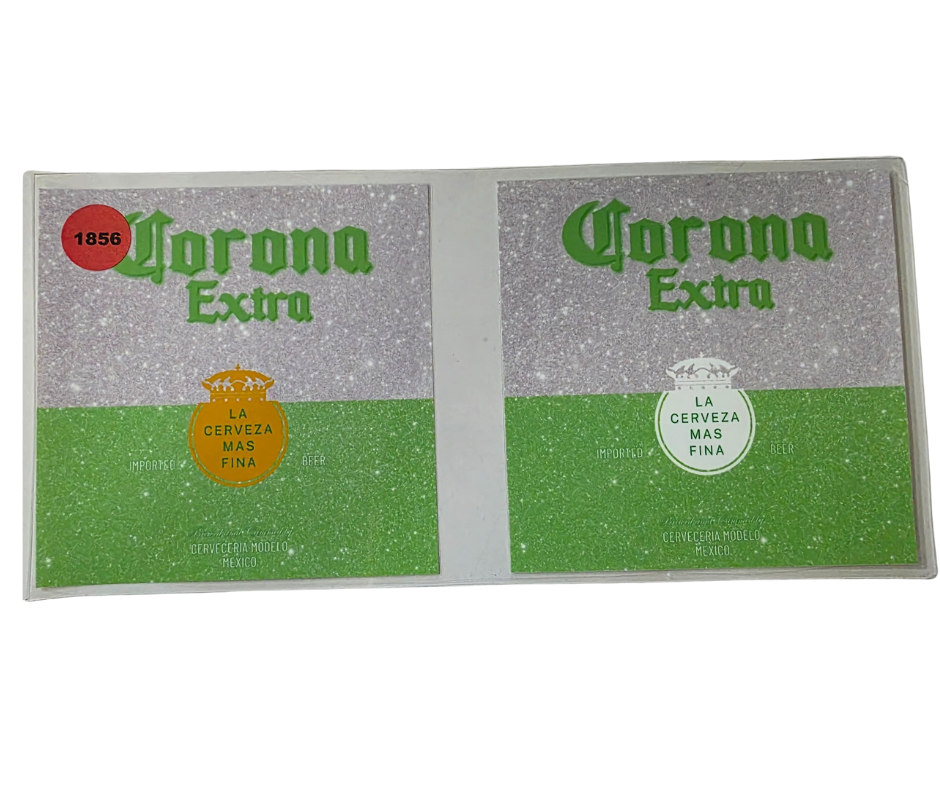 1856
Corona
Extra
LA
CERVEZA
MAS
FINA
IMPORTED BEER
CERVECERIA MODELO
MEXICO
Corona
Extra
LA
CERVEZA
MAS
FINA
IMPORTED BEER
CERVECERIA MODELO
MEXICO.